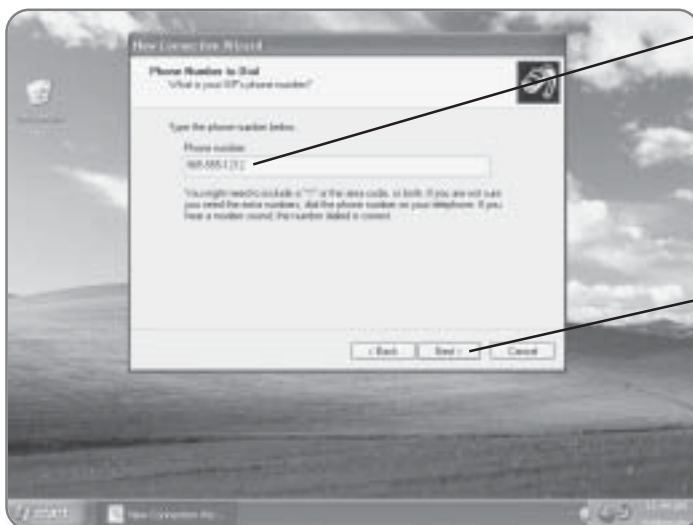 New Connection Wizard
Phone Number to Dial
What is your ISP's phone number?
Type the phone number below.
Phone number:
You might need to include a "1" or the area code, or both. If you are not sure
you need the extra numbers, dial the phone number on your telephone. If you
hear a modem sound, the number dialed is correct.
< Back Next > Cancel
start New Connection Wiz...